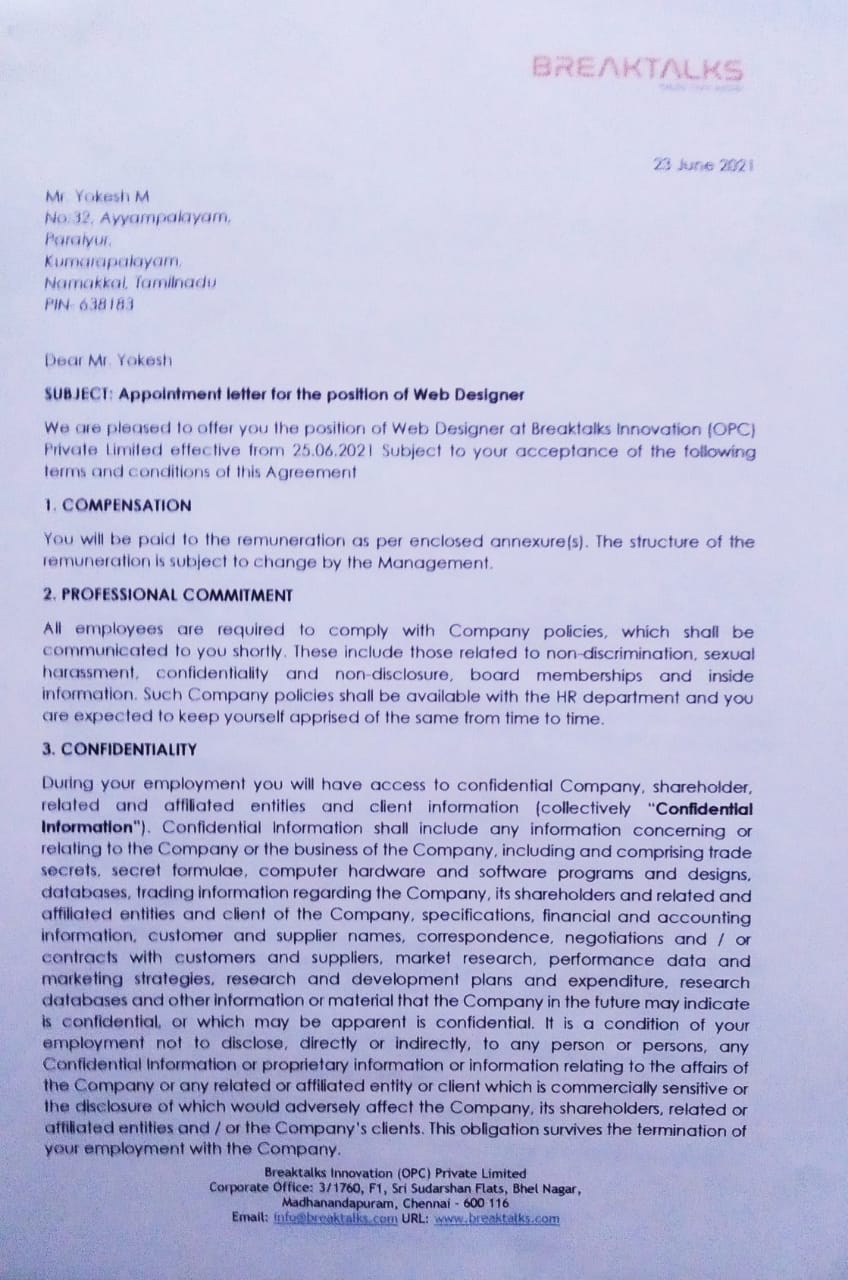 BREAKTALKS
23 June 2021
Mr. Yokesh M
No.32, Ayyampalayam,
Paraiyur,
Kumarapalayam,
Namakkal, Tamilnadu
PIN- 638183
Dear Mr. Yokesh
SUBJECT: Appointment letter for the position of Web Designer
We are pleased to offer you the position of Web Designer at Breaktalks Innovation (OPC)
Private Limited effective from 25.06.2021 Subject to your acceptance of the following
terms and conditions of this Agreement
1. COMPENSATION
You will be paid to the remuneration as per enclosed annexure(s). The structure of the
remuneration is subject to change by the Management.
2. PROFESSIONAL COMMITMENT
All employees are required to comply with Company policies, which shall be
communicated to you shortly. These include those related to non-discrimination, sexual
harassment, confidentiality and non-disclosure, board memberships and inside
information. Such Company policies shall be available with the HR department and you
are expected to keep yourself apprised of the same from time to time.
3. CONFIDENTIALITY
During your employment you will have access to confidential Company, shareholder,
related and affiliated entities and client information (collectively “Confidential
Information”). Confidential Information shall include any information concerning or
relating to the Company or the business of the Company, including and comprising trade
secrets, secret formulae, computer hardware and software programs and designs,
databases, trading information regarding the Company, its shareholders and related and
affiliated entities and client of the Company, specifications, financial and accounting
information, customer and supplier names, correspondence, negotiations and / or
contracts with customers and suppliers, market research, performance data and
marketing strategies, research and development plans and expenditure, research
databases and other information or material that the Company in the future may indicate
is confidential, or which may be apparent is confidential. It is a condition of your
employment not to disclose, directly or indirectly, to any person or persons, any
Confidential Information or proprietary information or information relating to the affairs of
the Company or any related or affiliated entity or client which is commercially sensitive or
the disclosure of which would adversely affect the Company, its shareholders, related or
affiliated entities and / or the Company's clients. This obligation survives the termination of
your employment with the Company.
Breaktalks Innovation (OPC) Private Limited
Corporate Office: 3/1760, F1, Sri Sudarshan Flats, Bhel Nagar,
Madhanandapuram, Chennai - 600 116
Email: info@breaktalks.com URL: www.breaktalks.com